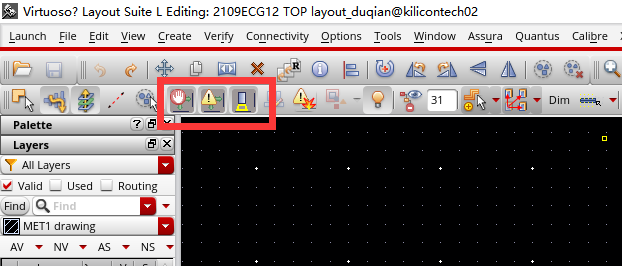 Virtuoso? Layout Suite L Editing: 2109ECG12 TOP layout_duqian@kilicontech02
Launch File Edit View Create Verify Connectivity Options Tools Window Assura Quantus Calibre
31 Dim
Palette
Layers
All Layers
Valid Used Routing
Find Find
MET1 drawing
AV NV AS NS